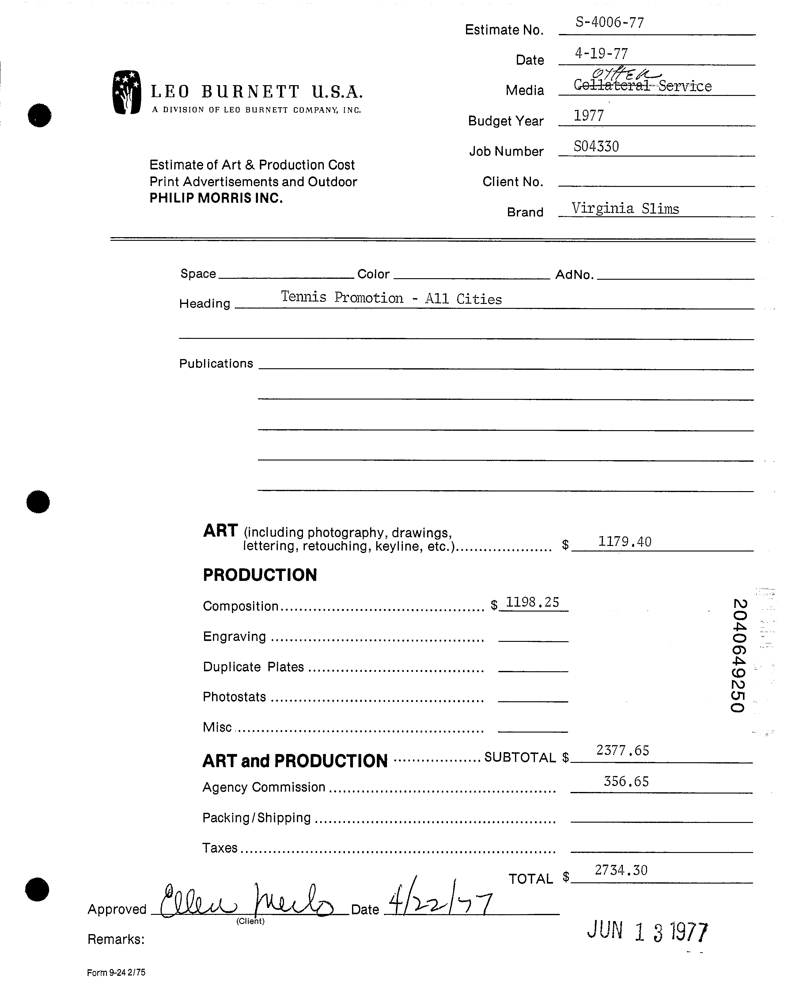 Estimate No. S-4006-77
Date 4-19-77
OTHER
Media Collateral Service
LEO BURNETT U.S.A.
A DIVISION OF LEO BURNETT COMPANY, INC.
Budget Year 1977
Job Number S04330
Estimate of Art & Production Cost
Print Advertisements and Outdoor
PHILIP MORRIS INC.
Client No.
Brand Virginia Slims
Space Color AdNo.
Heading Tennis Promotion - All Cities
Publications
ART (including photography, drawings,
lettering, retouching, keyline, etc.)..................... $ 1179.40
PRODUCTION
Composition............................................ $ 1198.25
Engraving ..............................................
Duplicate Plates ......................................
Photostats ..............................................
Misc ......................................................
ART and PRODUCTION ................... SUBTOTAL $ 2377.65
Agency Commission .................................................. 356.65
Packing/Shipping .....................................................
Taxes.....................................................................
TOTAL $ 2734.30
Approved Ellen Merlo Date 4/22/77
(Client)
JUN 13 1977
Remarks:
Form 9-24 2/75
2040649250